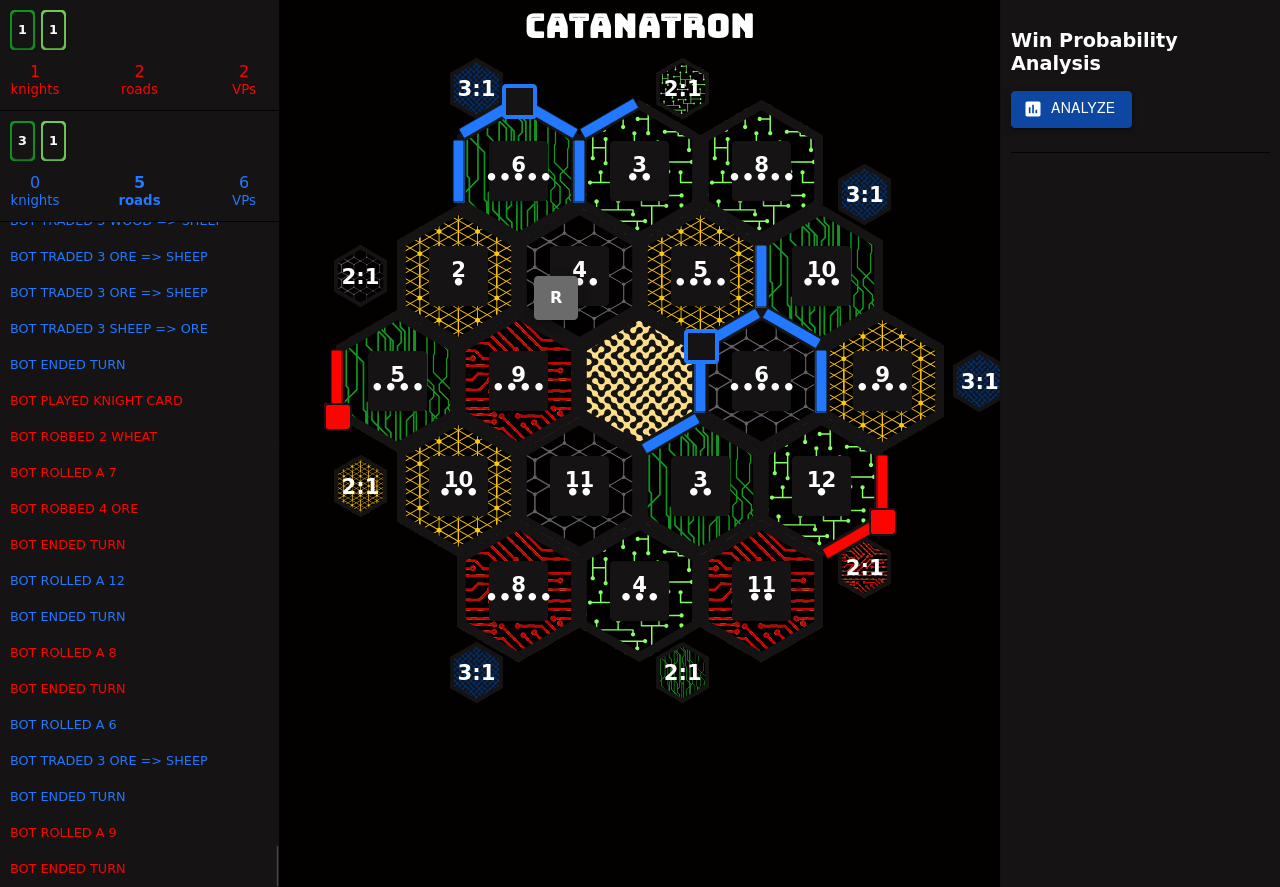 1 1
1 2 2
knights roads VPs
3 1
0 5 6
knights roads VPs
BOT TRADED 3 WOOD => SHEEP
BOT TRADED 3 ORE => SHEEP
BOT TRADED 3 ORE => SHEEP
BOT TRADED 3 SHEEP => ORE
BOT ENDED TURN
BOT PLAYED KNIGHT CARD
BOT ROBBED 2 WHEAT
BOT ROLLED A 7
BOT ROBBED 4 ORE
BOT ENDED TURN
BOT ROLLED A 12
BOT ENDED TURN
BOT ROLLED A 8
BOT ENDED TURN
BOT ROLLED A 6
BOT TRADED 3 ORE => SHEEP
BOT ENDED TURN
BOT ROLLED A 9
BOT ENDED TURN
CATANATRON
3:1 2:1
6 3 8
3:1
2:1 2 4 5 10
R
5 9 6 9 3:1
2:1 10 11 3 12
2:1
8 4 11
3:1 2:1
Win Probability
Analysis
ANALYZE